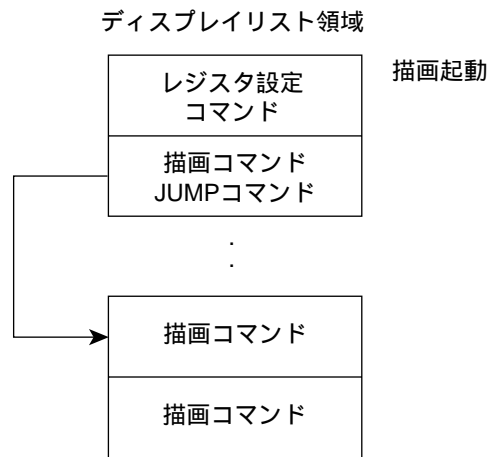 ディスプレイリスト領域
描画起動
レジスタ設定
コマンド
描画コマンド
JUMPコマンド
.
.
描画コマンド
描画コマンド